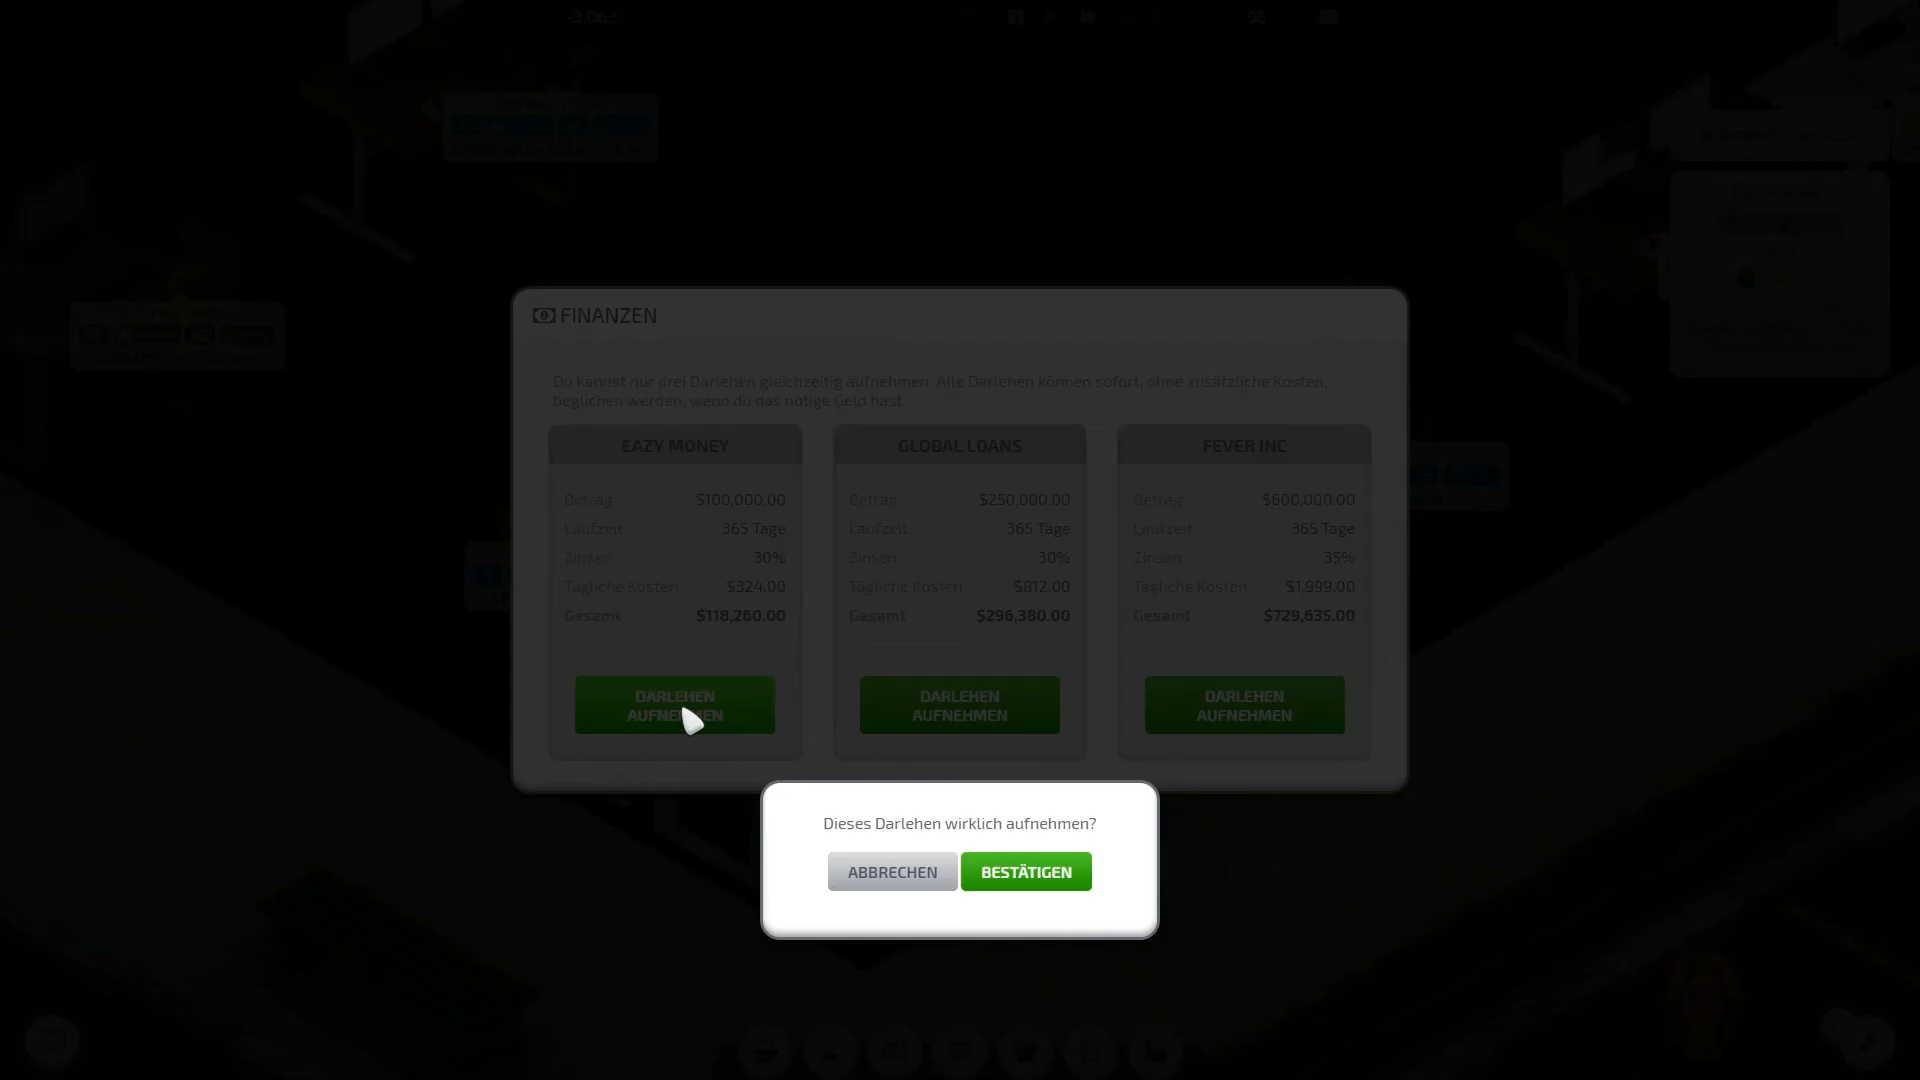 -3.063
96
FINANZEN
Du kannst nur drei Darlehen gleichzeitig aufnehmen. Alle Darlehen können sofort, ohne zusätzliche Kosten,
beglichen werden, wenn du das nötige Geld hast.
EAZY MONEY
Betrag $100,000.00
Laufzeit 365 Tage
Zinsen 30%
Tägliche Kosten $324.00
Gesamt $118,260.00
DARLEHEN
AUFNEHMEN
GLOBAL LOANS
Betrag $250,000.00
Laufzeit 365 Tage
Zinsen 30%
Tägliche Kosten $812.00
Gesamt $296,380.00
DARLEHEN
AUFNEHMEN
FEVER INC
Betrag $600,000.00
Laufzeit 365 Tage
Zinsen 35%
Tägliche Kosten $1,999.00
Gesamt $729,635.00
DARLEHEN
AUFNEHMEN
Dieses Darlehen wirklich aufnehmen?
ABBRECHEN
BESTÄTIGEN